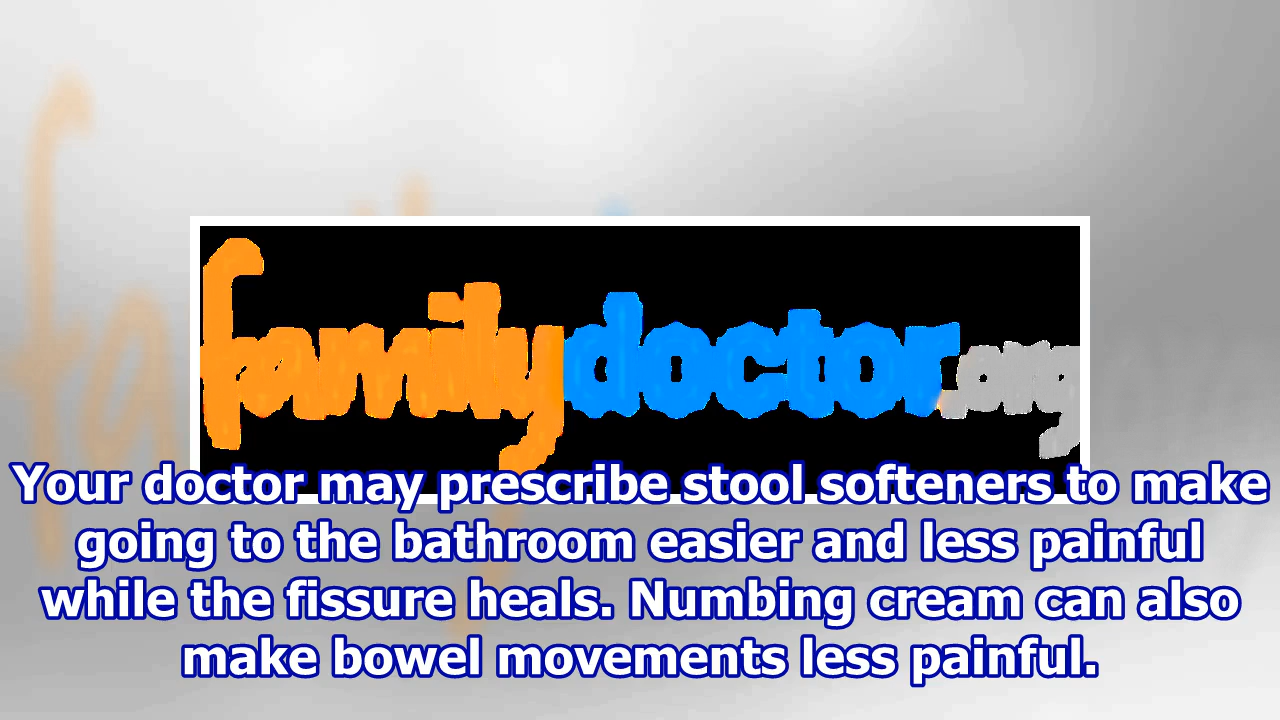 familydoctor.org
Your doctor may prescribe stool softeners to make
going to the bathroom easier and less painful
while the fissure heals. Numbing cream can also
make bowel movements less painful.